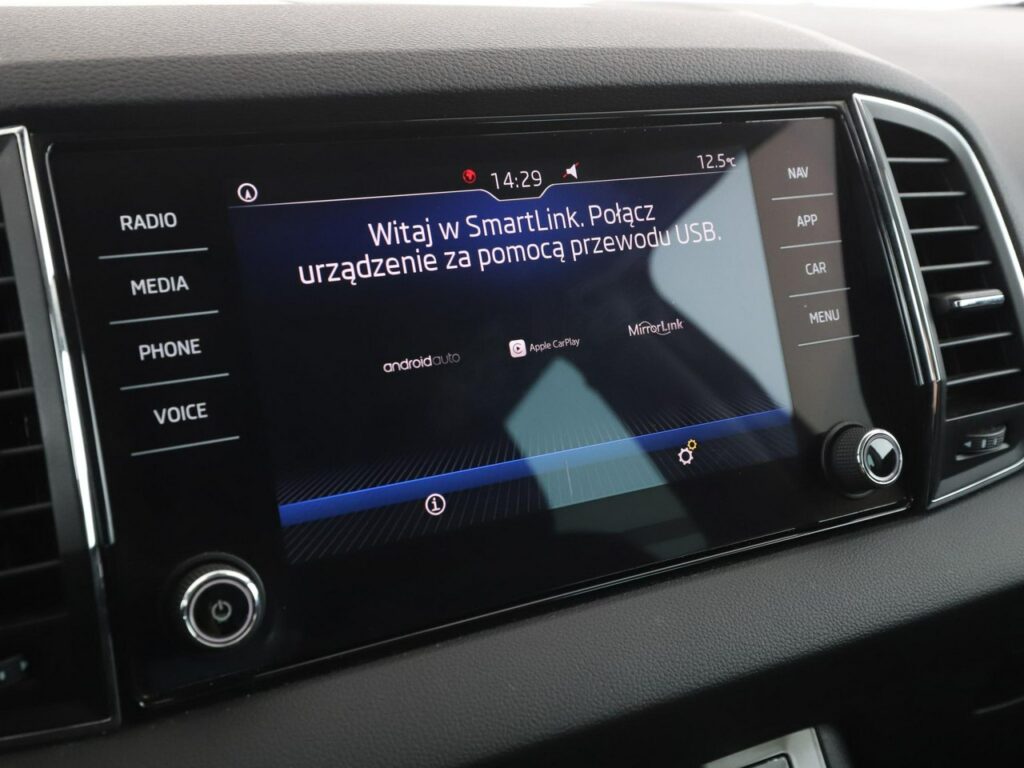 14:29
12.5°C
Witaj w SmartLink. Połącz
urządzenie za pomocą przewodu USB.
androidauto
Apple CarPlay
MirrorLink
RADIO
MEDIA
PHONE
VOICE
NAV
APP
CAR
MENU